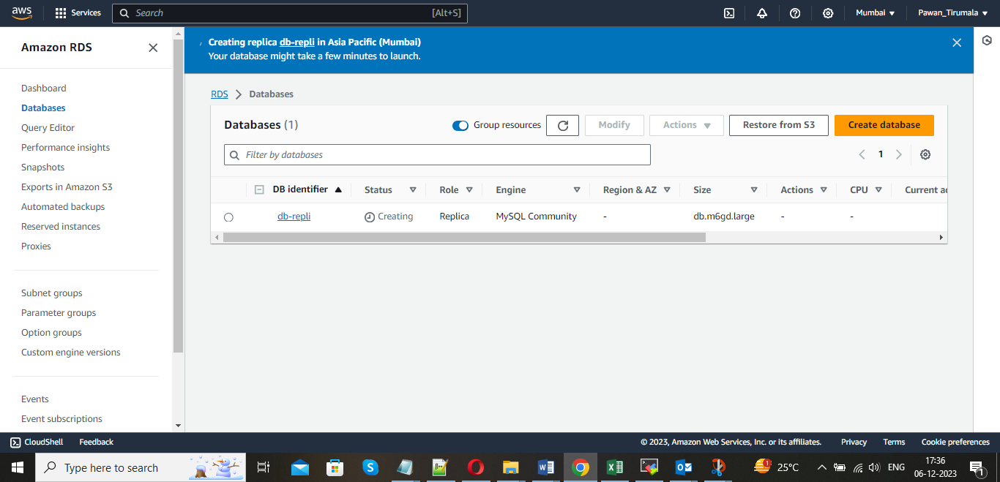 aws Services Search [Alt+S] Mumbai Pawan_Tirumala
Amazon RDS
Dashboard
Databases
Query Editor
Performance insights
Snapshots
Exports in Amazon S3
Automated backups
Reserved instances
Proxies
Subnet groups
Parameter groups
Option groups
Custom engine versions
Events
Event subscriptions
Creating replica db-repli in Asia Pacific (Mumbai)
Your database might take a few minutes to launch.
RDS Databases
Databases (1) Group resources Modify Actions Restore from S3 Create database
Filter by databases 1
DB identifier Status Role Engine Region & AZ Size Actions CPU Current ac
db-repli Creating Replica MySQL Community - db.m6gd.large - -
CloudShell Feedback © 2023, Amazon Web Services, Inc. or its affiliates. Privacy Terms Cookie preferences
Type here to search 1 25°C ENG 17:36
06-12-2023 1